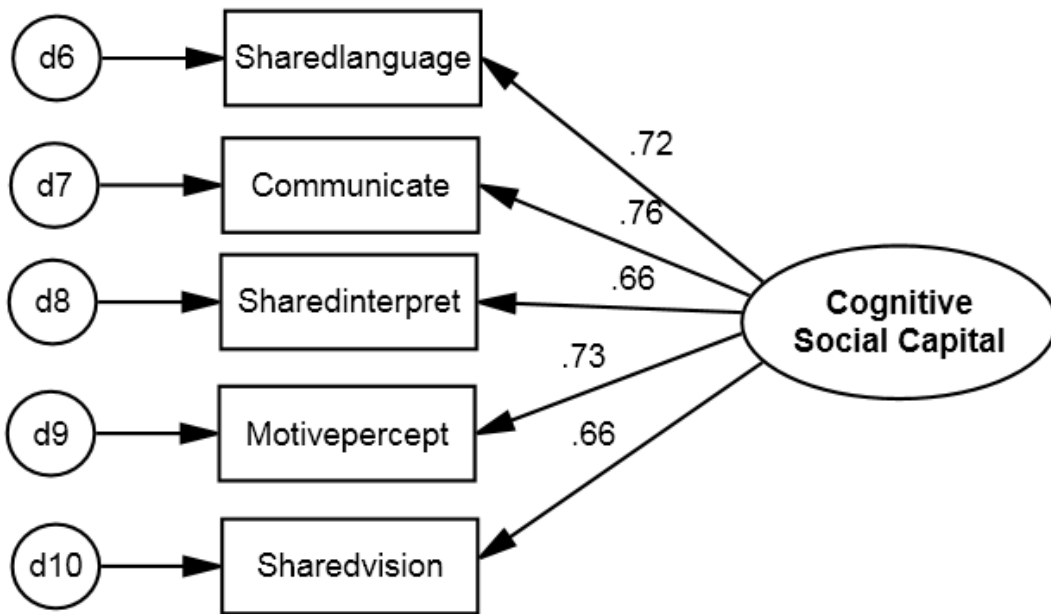 d6
Sharedlanguage
.72
d7
Communicate
.76
d8
Sharedinterpret
.66
Cognitive
Social Capital
d9
Motivepercept
.73
d10
Sharedvision
.66